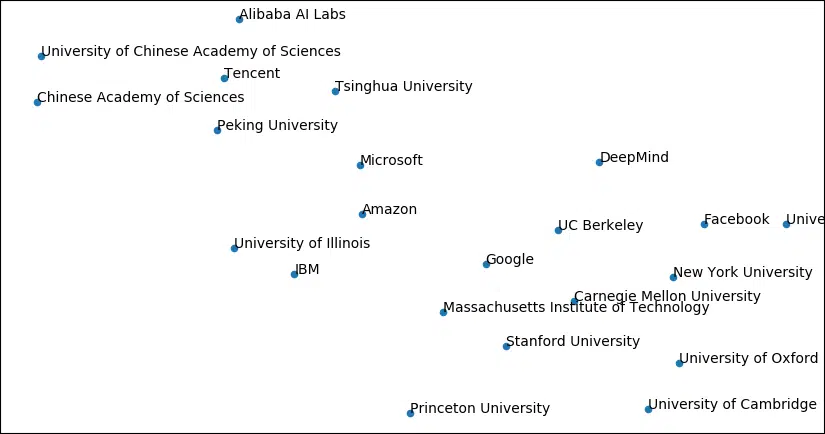 Alibaba AI Labs
University of Chinese Academy of Sciences
Tencent
Tsinghua University
Chinese Academy of Sciences
Peking University
Microsoft
DeepMind
Amazon
UC Berkeley
Facebook
Unive
University of Illinois
Google
IBM
New York University
Carnegie Mellon University
Massachusetts Institute of Technology
Stanford University
University of Oxford
Princeton University
University of Cambridge